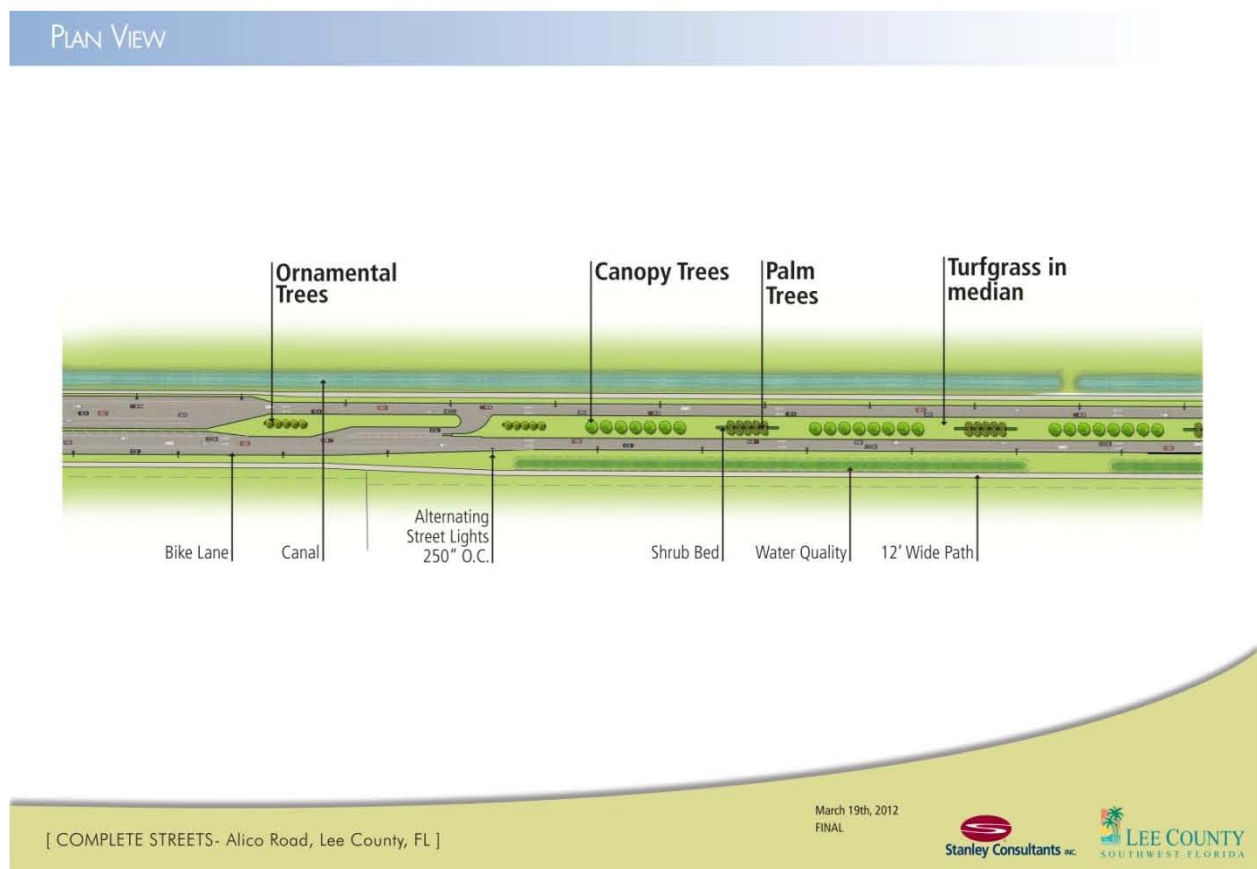 PLAN VIEW
Ornamental
Trees
Canopy Trees
Palm
Trees
Turfgrass in
median
Bike Lane
Canal
Alternating
Street Lights
250" O.C.
Shrub Bed
Water Quality
12' Wide Path
[ COMPLETE STREETS- Alico Road, Lee County, FL ]
March 19th, 2012
FINAL
Stanley Consultants INC.
LEE COUNTY
SOUTHWEST FLORIDA